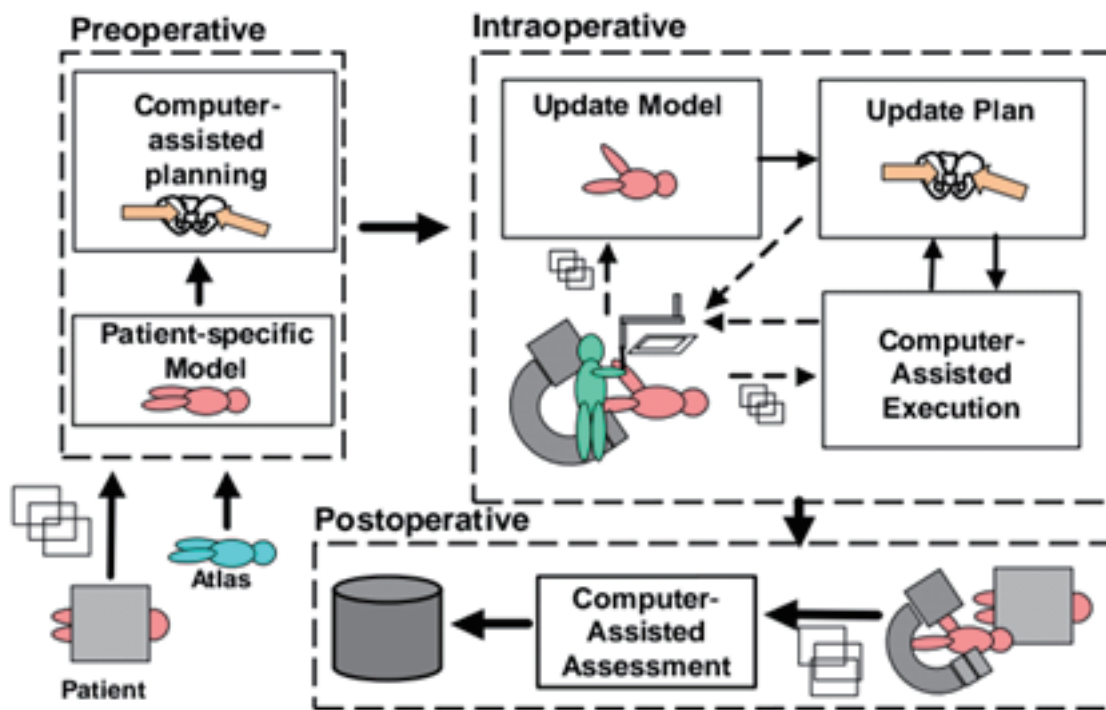 Preoperative
Computer-
assisted
planning
Patient-specific
Model
Atlas
Patient
Intraoperative
Update Model
Update Plan
Computer-
Assisted
Execution
Postoperative
Computer-
Assisted
Assessment